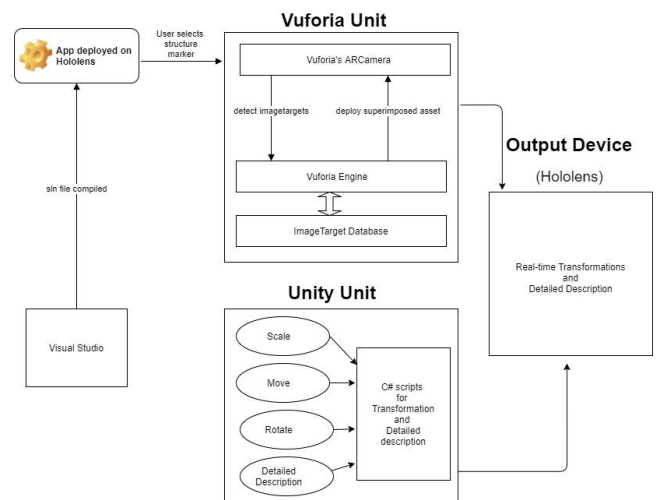 Vuforia Unit
App deployed on
Hololens
User selects
structure
marker
Vuforia's ARCamera
detect imagetargets
deploy superimposed asset
Vuforia Engine
ImageTarget Database
Output Device
(Hololens)
Real-time Transformations
and
Detailed Description
sln file compiled
Visual Studio
Unity Unit
Scale
Move
Rotate
Detailed
Description
C# scripts
for
Transformation
and
Detailed
description